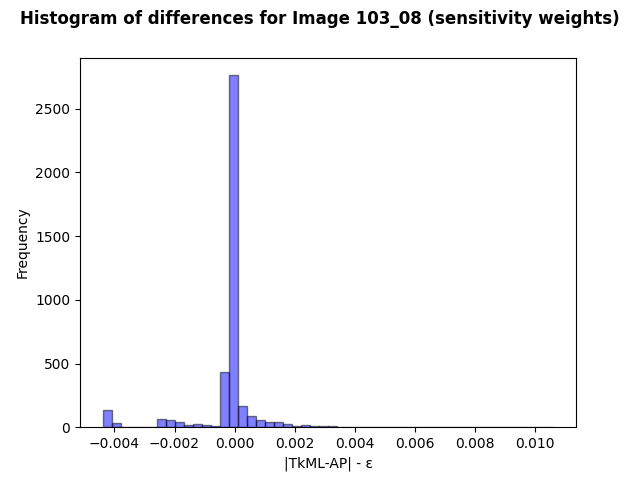 Histogram of differences for Image 103_08 (sensitivity weights)
Frequency
2500
2000
1500
1000
500
0
−0.004 −0.002 0.000 0.002 0.004 0.006 0.008 0.010
|TkML-AP| - ε